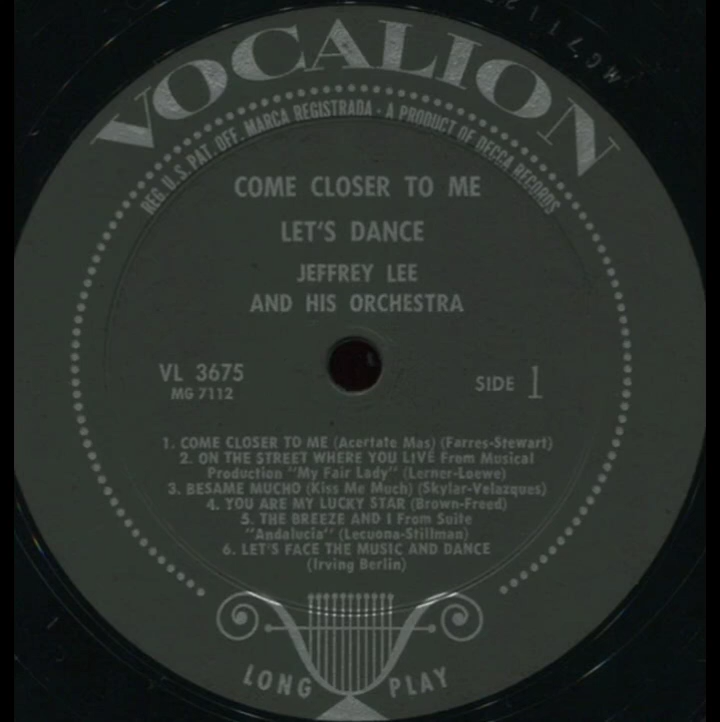 VOCALION
REG. U.S. PAT. OFF. MARCA REGISTRADA · A PRODUCT OF DECCA RECORDS
COME CLOSER TO ME
LET'S DANCE
JEFFREY LEE
AND HIS ORCHESTRA
VL 3675
MG 7112
SIDE 1
1. COME CLOSER TO ME (Acertate Mas) (Farres-Stewart)
2. ON THE STREET WHERE YOU LIVE From Musical
Production "My Fair Lady" (Lerner-Loewe)
3. BESAME MUCHO (Kiss Me Much) (Skylar-Velazques)
4. YOU ARE MY LUCKY STAR (Brown-Freed)
5. THE BREEZE AND I From Suite
"Andalucia" (Lecuona-Stillman)
6. LET'S FACE THE MUSIC AND DANCE
(Irving Berlin)
LONG PLAY